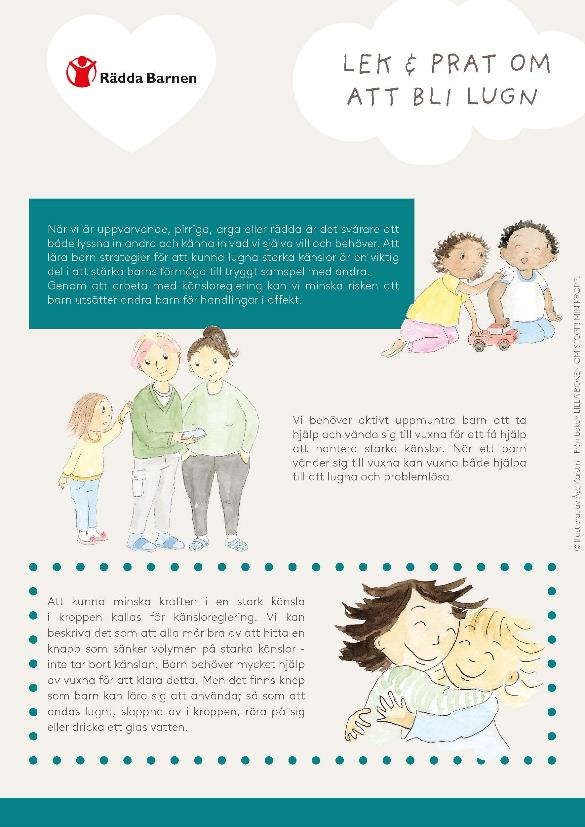 Rädda Barnen
LEK & PRAT OM
ATT BLI LUGN
När vi är uppvarvande, pirriga, arga eller rädda är det svårare att
både lyssna in andra och känna in vad vi själva vill och behöver. Att
lära barn strategier för att kunna lugna starka känslor är en viktig
del i att stärka barns förmåga till tryggt samspel med andra.
Genom att arbeta med känsloreglering kan vi minska risken att
barn utsätter andra barn för handlingar i affekt.
Vi behöver aktivt uppmuntra barn att ta
hjälp och vända sig till vuxna för att få hjälp
att hantera starka känslor. När ett barn
vänder sig till vuxna kan vuxna både hjälpa
till att lugna och problemlösa.
Att kunna minska kraften i en stark känsla
i kroppen kallas för känsloreglering. Vi kan
beskriva det som att alla mår bra av att hitta en
knapp som sänker volymen på starka känslor -
inte tar bort känslan. Barn behöver mycket hjälp
av vuxna för att klara detta. Men det finns knep
som barn kan lära sig att använda; så som att
andas lugnt, slappna av i kroppen, röra på sig
eller dricka ett glas vatten.